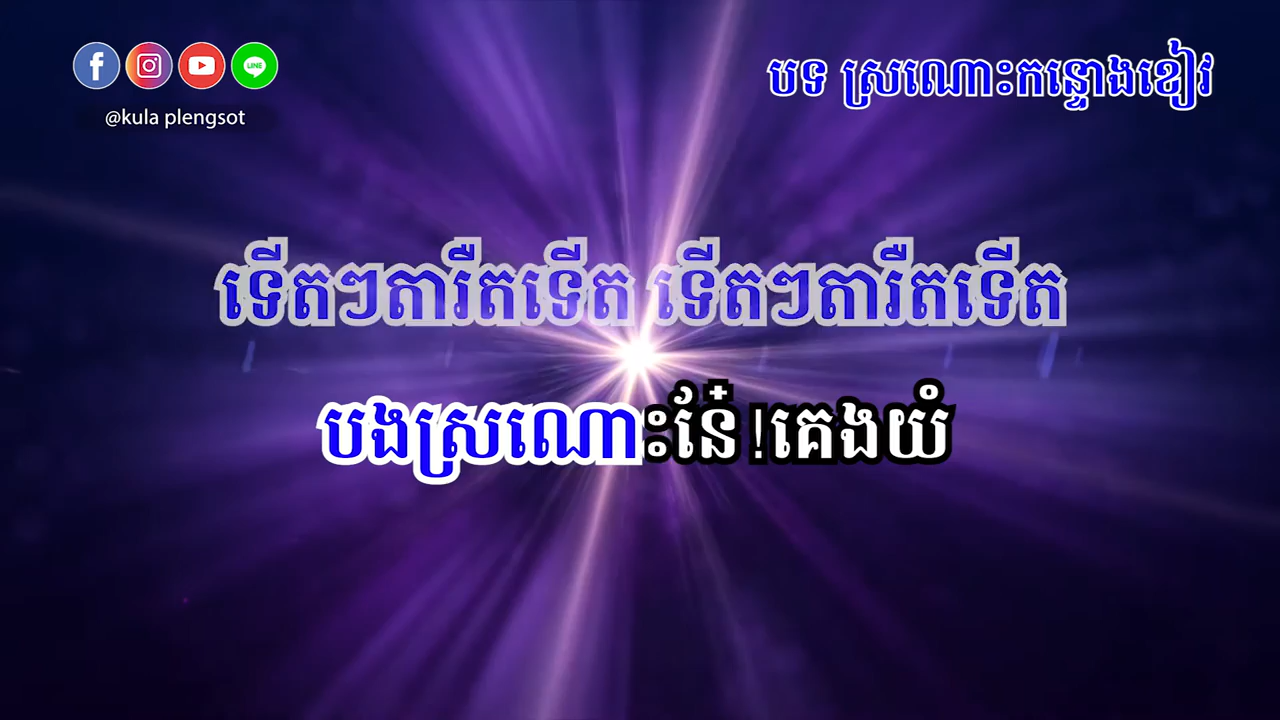 បទ ស្រណោះកន្ទោងខៀវ
LINE
@kula plengsot
ទើតៗតារឺតទើត ទើតៗតារឺតទើត
បងស្រណោះនែ៎!គេងយំ